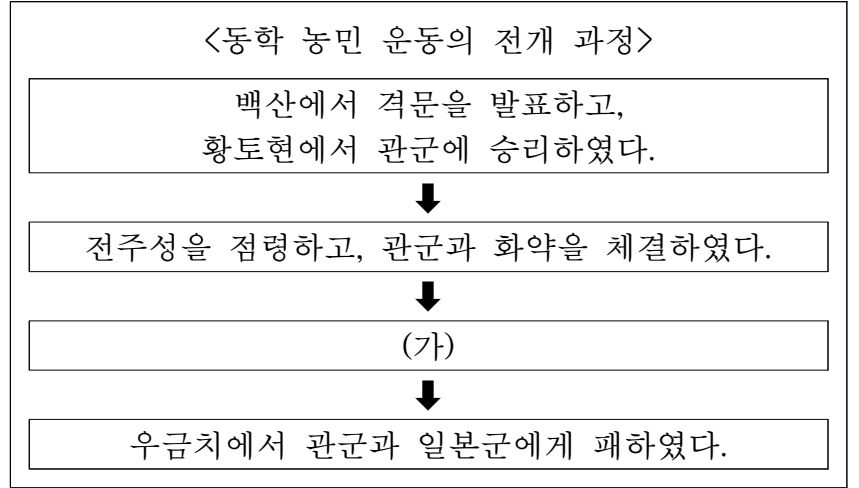 <동학 농민 운동의 전개 과정>
백산에서 격문을 발표하고,
황토현에서 관군에 승리하였다.
전주성을 점령하고, 관군과 화약을 체결하였다.
(가)
우금치에서 관군과 일본군에게 패하였다.